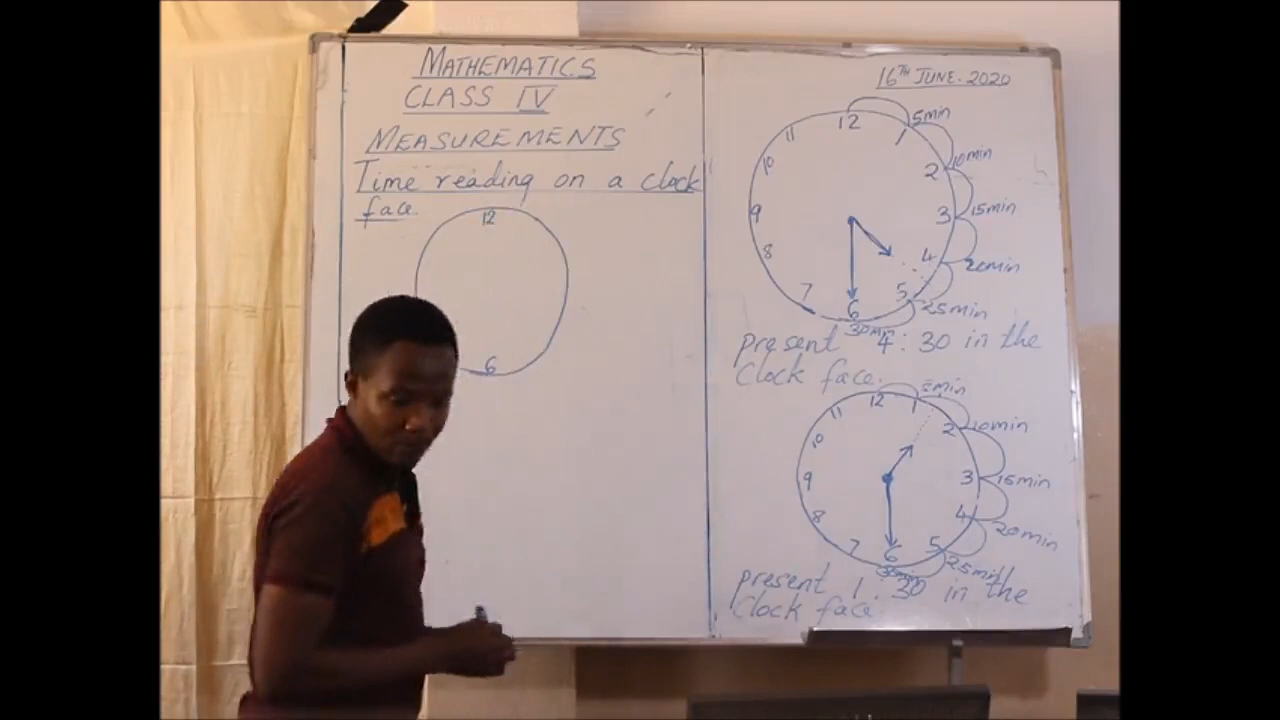 MATHEMATICS
CLASS IV
MEASUREMENTS
Time reading on a clock
face.
12
6
16TH JUNE. 2020
12
1
2
3
4
5
6
7
8
9
10
11
5min
10min
15min
20min
25min
30min
present 4:30 in the
Clock face.
12
1
2
3
4
5
6
7
8
9
10
11
5min
10min
15min
20min
25min
30min
present 1:30 in the
Clock face